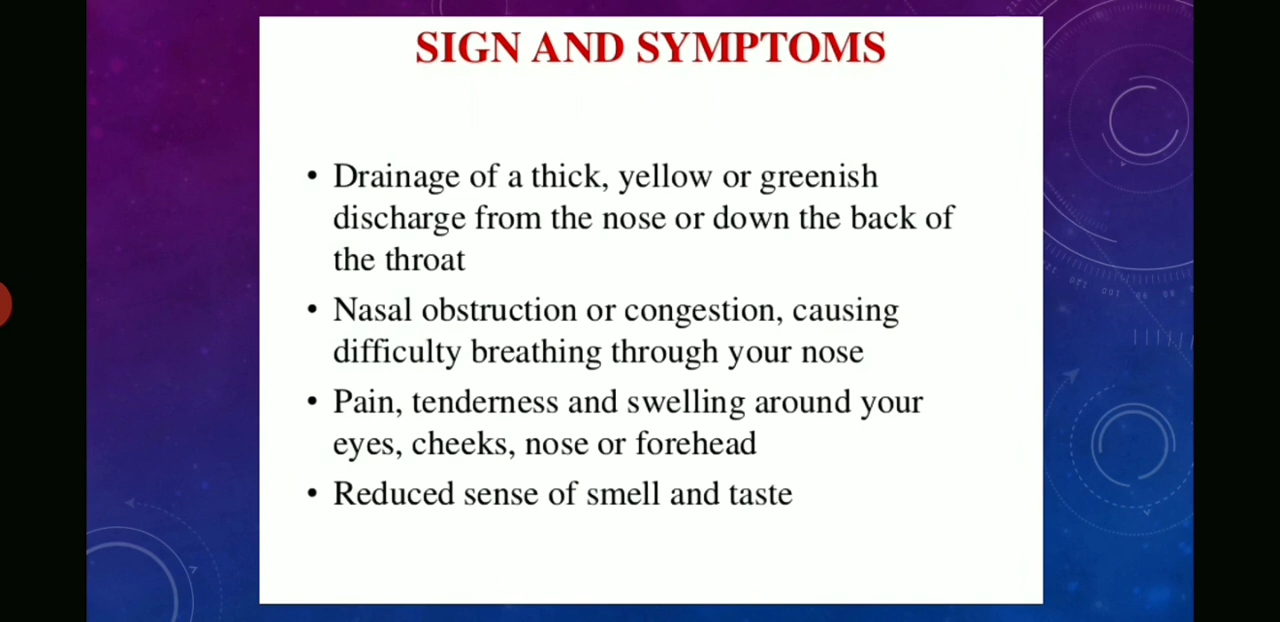 SIGN AND SYMPTOMS
• Drainage of a thick, yellow or greenish
discharge from the nose or down the back of
the throat
• Nasal obstruction or congestion, causing
difficulty breathing through your nose
• Pain, tenderness and swelling around your
eyes, cheeks, nose or forehead
• Reduced sense of smell and taste